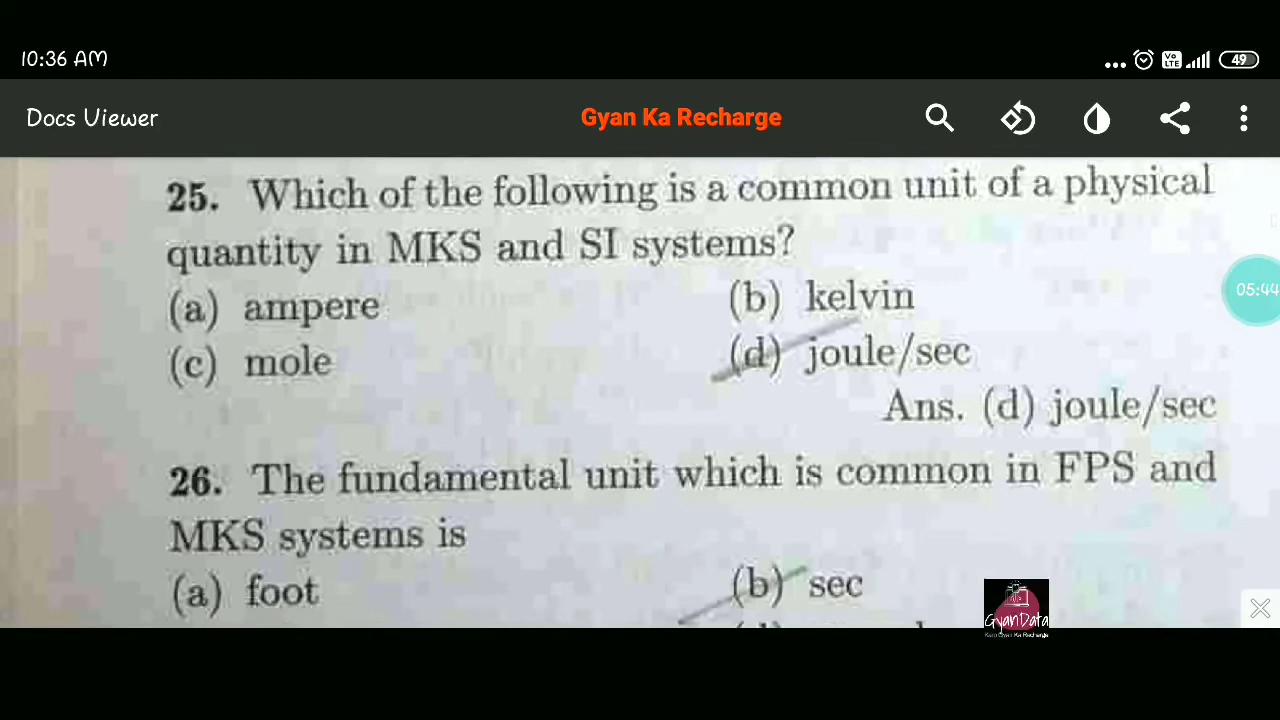 10:36 AM
Vo LTE
49
Docs Viewer
Gyan Ka Recharge
25. Which of the following is a common unit of a physical
quantity in MKS and SI systems?
(a) ampere
(b) kelvin
(c) mole
(d) joule/sec
Ans. (d) joule/sec
05:44
26. The fundamental unit which is common in FPS and
MKS systems is
(a) foot
(b) sec
GyanData